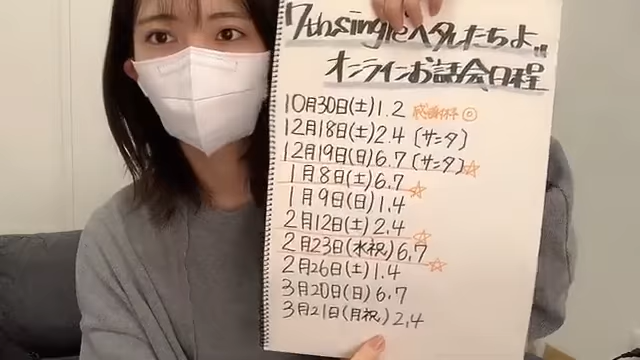 7th single ヘタレたちよ
オンラインお話会日程
10月30日(土)1.2 ◎
12月18日(土)2.4 [サンタ]
12月19日(日)6.7 [サンタ]☆
1月8日(土)6.7 ☆
1月9日(日)1.4
2月12日(土)2.4 ☆
2月23日(水祝)6.7 ☆
2月26日(土)1.4
3月20日(日)6.7
3月21日(月祝)2.4